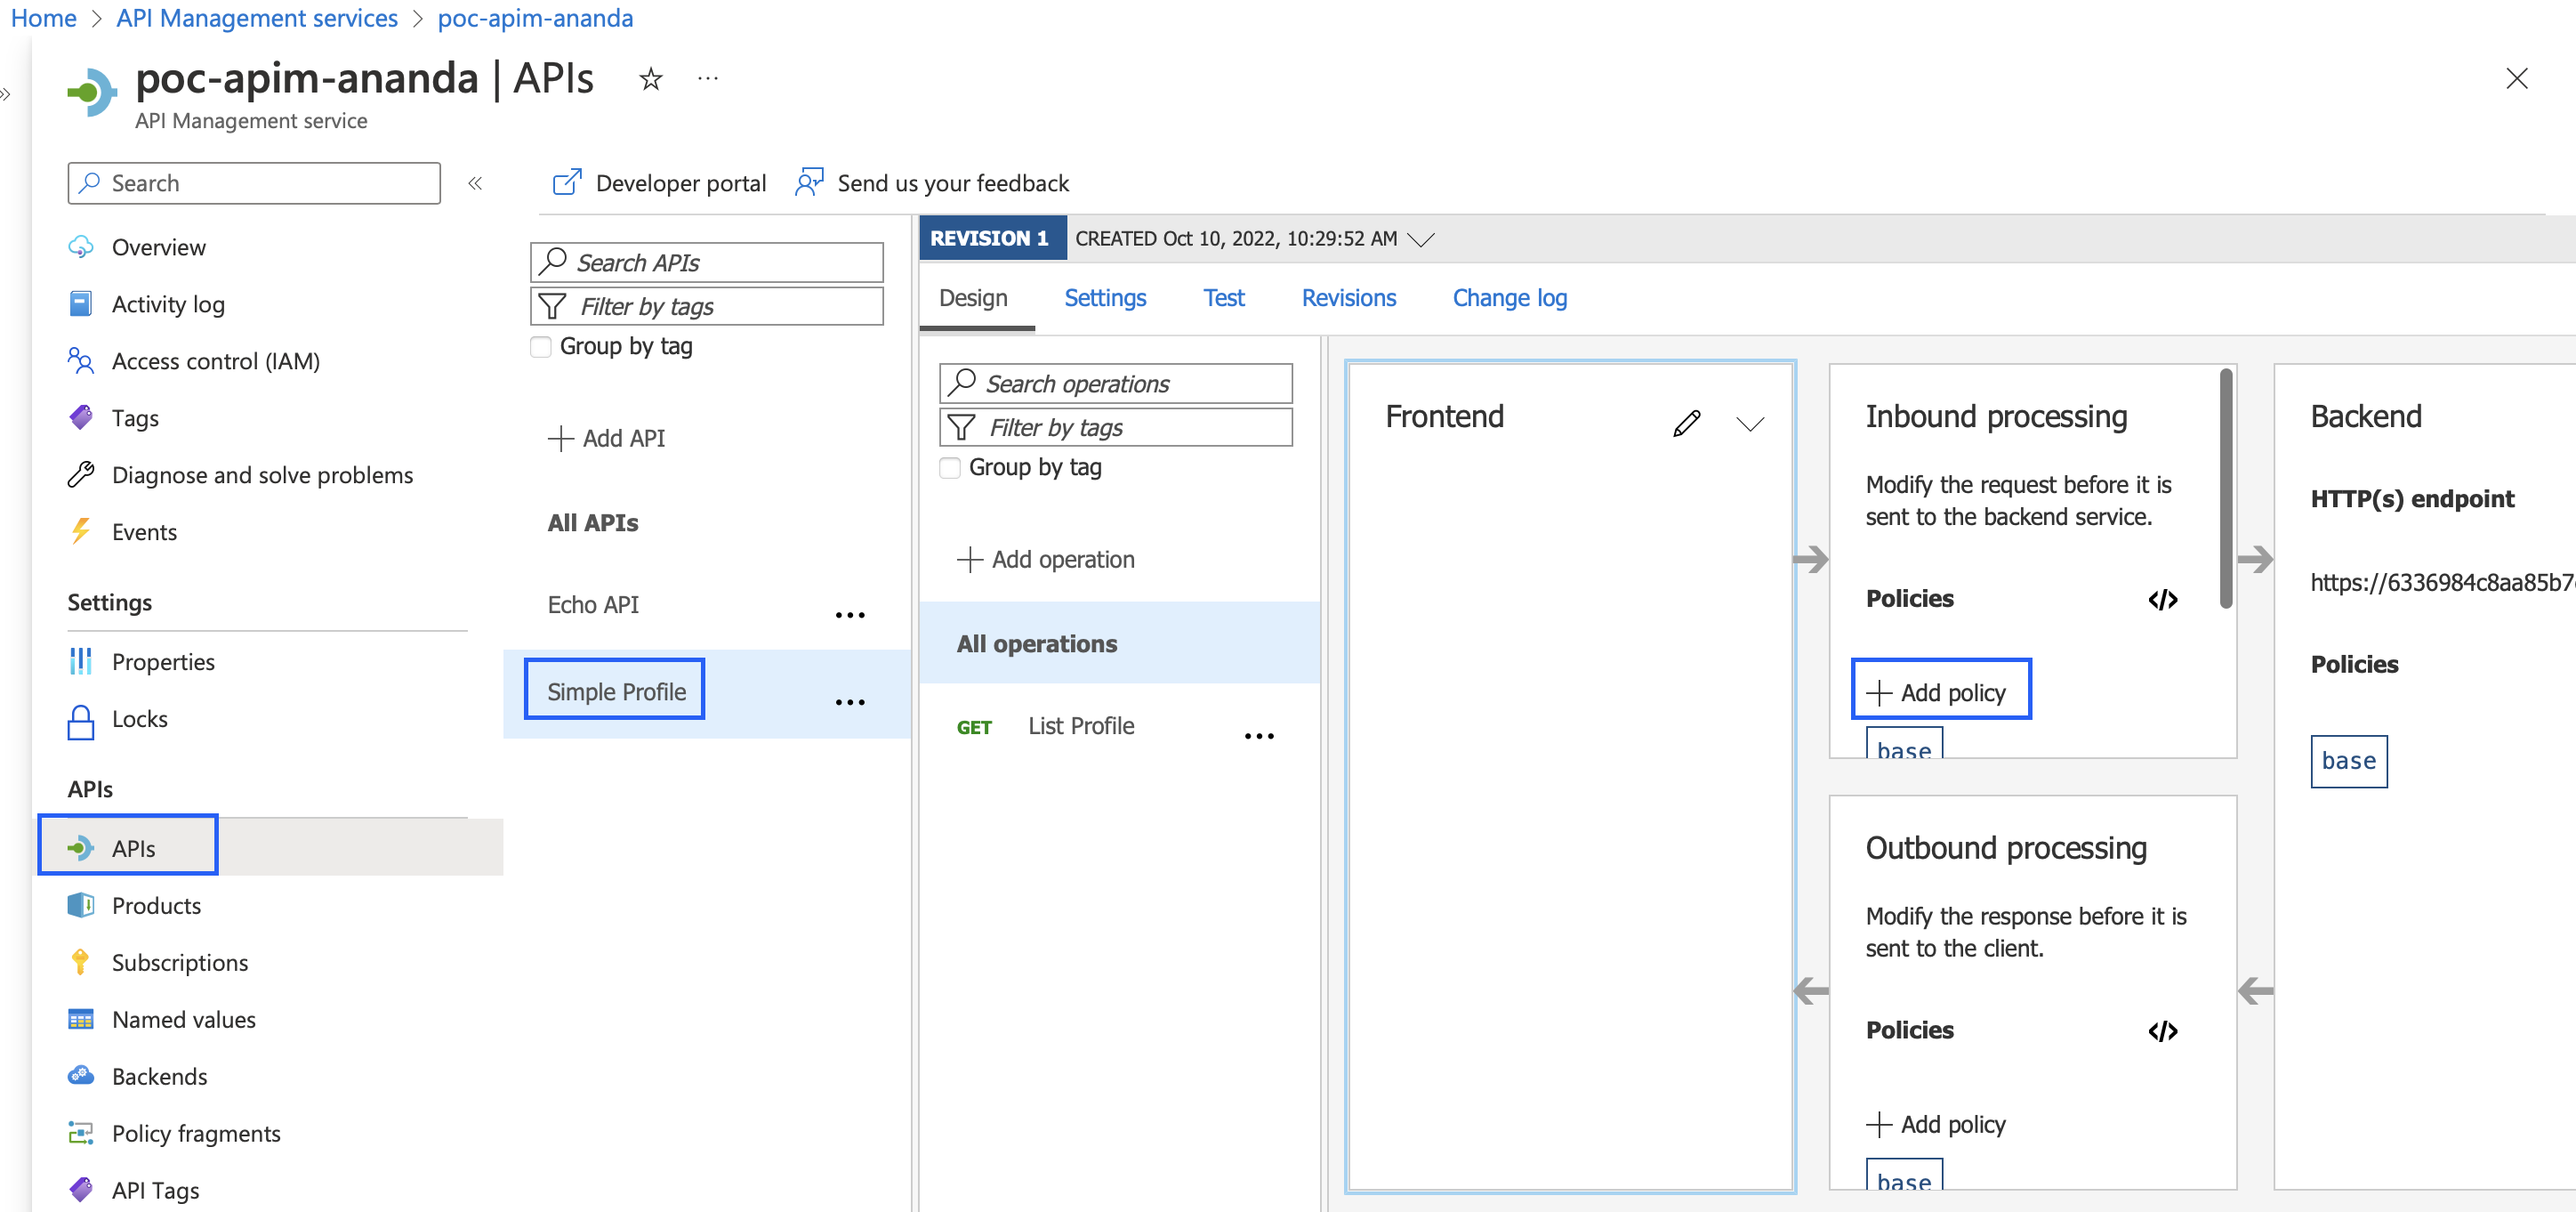 Home > API Management services > poc-apim-ananda
poc-apim-ananda | APIs
API Management service
Search
Overview
Activity log
Access control (IAM)
Tags
Diagnose and solve problems
Events
Settings
Properties
Locks
APIs
APIs
Products
Subscriptions
Named values
Backends
Policy fragments
API Tags
Developer portal
Send us your feedback
Search APIs
Filter by tags
Group by tag
+ Add API
All APIs
Echo API ...
Simple Profile ...
REVISION 1 CREATED Oct 10, 2022, 10:29:52 AM
Design Settings Test Revisions Change log
Search operations
Filter by tags
Group by tag
+ Add operation
All operations
GET List Profile ...
Frontend
Inbound processing
Modify the request before it is
sent to the backend service.
Policies </>
+ Add policy
base
Outbound processing
Modify the response before it is
sent to the client.
Policies </>
+ Add policy
base
Backend
HTTP(s) endpoint
https://6336984c8aa85b7
Policies
base